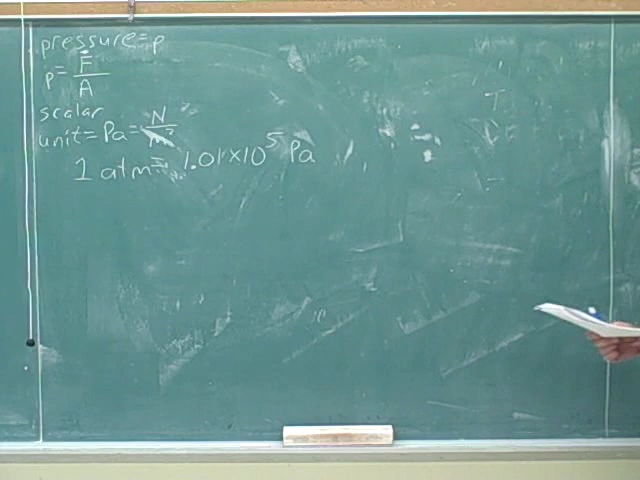 pressure=p
p=F/A
scalar
unit=Pa=N/m²
1 atm= 1.01×10⁵ Pa